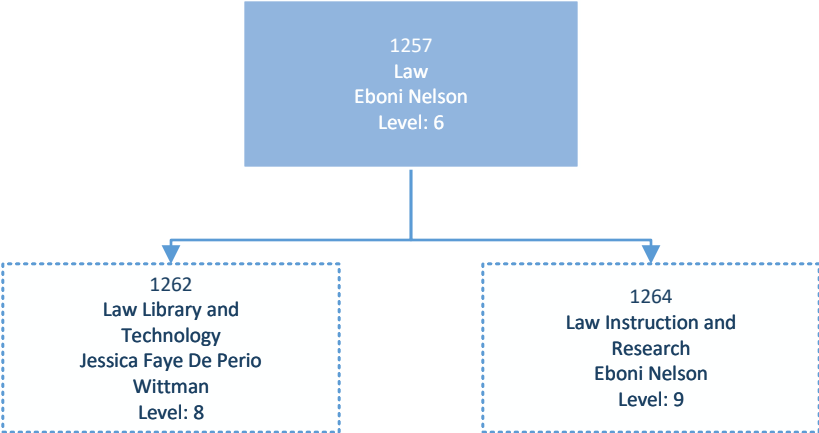 1257
Law
Eboni Nelson
Level: 6
1262
Law Library and
Technology
Jessica Faye De Perio
Wittman
Level: 8
1264
Law Instruction and
Research
Eboni Nelson
Level: 9